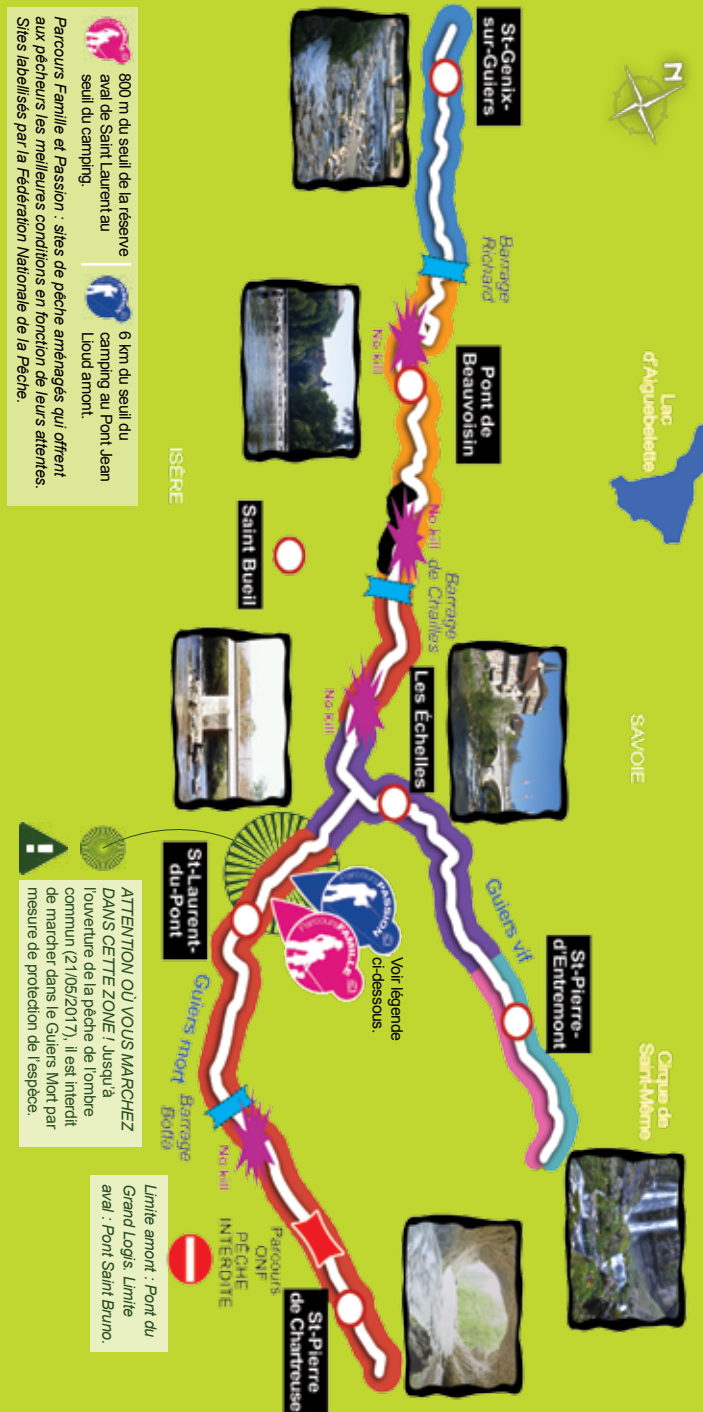 N
St-Genix-
sur-Guiers
Barrage
Richard
No kill
Pont de
Beauvoisin
Lac
d'Aiguebelette
ISÈRE
Saint Bueil
No kill
Barrage
de Chailles
No kill
Les Échelles
SAVOIE
Guiers vif
St-Pierre-
d'Entremont
Cirque de
Saint-Même
St-Laurent-
du-Pont
Parcours PASSION
Parcours FAMILLE
Voir légende
ci-dessous.
Guiers mort
Barrage
Botta
No kill
Parcours
ONF
PÊCHE
INTERDITE
St-Pierre
de Chartreuse
Limite amont : Pont du
Grand Logis. Limite
aval : Pont Saint Bruno.
ATTENTION OÙ VOUS MARCHEZ
DANS CETTE ZONE ! Jusqu'à
l'ouverture de la pêche de l'ombre
commun (21/05/2017), il est interdit
de marcher dans le Guiers Mort par
mesure de protection de l'espèce.
800 m du seuil de la réserve
aval de Saint Laurent au
seuil du camping.
6 km du seuil du
camping au Pont Jean
Lioud amont.
Parcours Famille et Passion : sites de pêche aménagés qui offrent
aux pêcheurs les meilleures conditions en fonction de leurs attentes.
Sites labellisés par la Fédération Nationale de la Pêche.